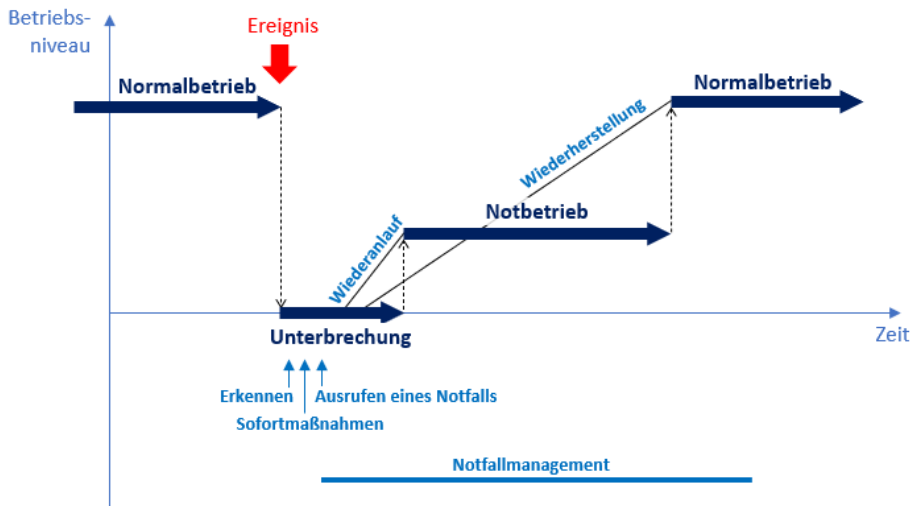 Betriebs-
niveau
Ereignis
Normalbetrieb
Normalbetrieb
Wiederherstellung
Wiederanlauf
Notbetrieb
Unterbrechung
Zeit
Erkennen
Ausrufen eines Notfalls
Sofortmaßnahmen
Notfallmanagement